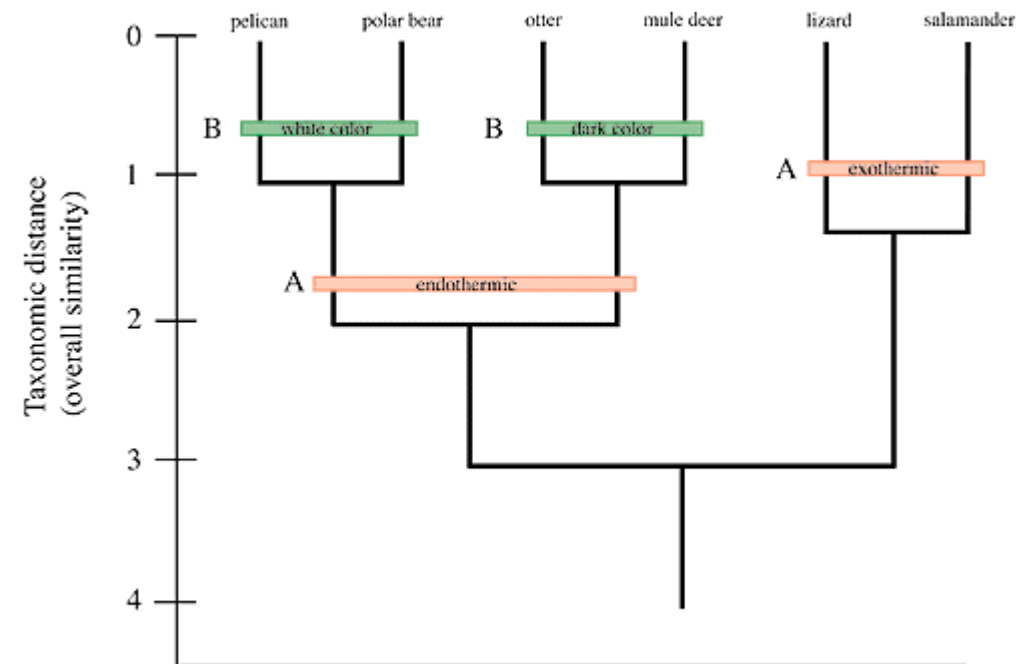 pelican polar bear otter mule deer lizard salamander
0
B white color B dark color
A exothermic
1
A endothermic
2
3
4
Taxonomic distance
(overall similarity)